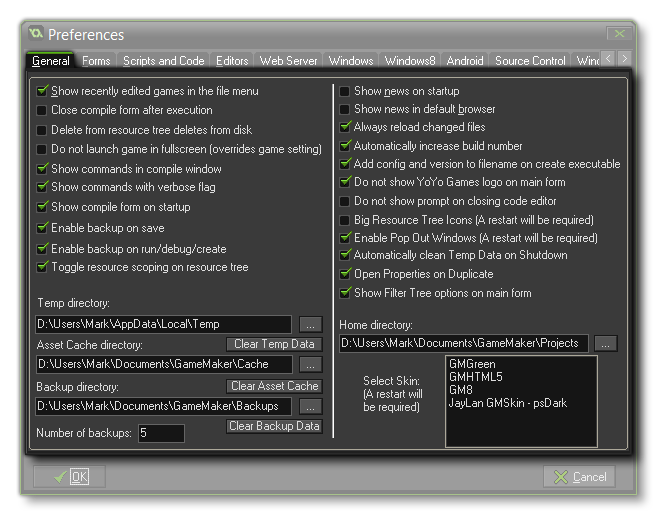 Preferences
General Forms Scripts and Code Editors Web Server Windows Windows8 Android Source Control
Show recently edited games in the file menu
Close compile form after execution
Delete from resource tree deletes from disk
Do not launch game in fullscreen (overrides game setting)
Show commands in compile window
Show commands with verbose flag
Show compile form on startup
Enable backup on save
Enable backup on run/debug/create
Toggle resource scoping on resource tree
Temp directory:
D:\Users\Mark\AppData\Local\Temp ...
Asset Cache directory: Clear Temp Data
D:\Users\Mark\Documents\GameMaker\Cache ...
Backup directory: Clear Asset Cache
D:\Users\Mark\Documents\GameMaker\Backups ...
Number of backups: 5 Clear Backup Data
Show news on startup
Show news in default browser
Always reload changed files
Automatically increase build number
Add config and version to filename on create executable
Do not show YoYo Games logo on main form
Do not show prompt on closing code editor
Big Resource Tree Icons (A restart will be required)
Enable Pop Out Windows (A restart will be required)
Automatically clean Temp Data on Shutdown
Open Properties on Duplicate
Show Filter Tree options on main form
Home directory:
D:\Users\Mark\Documents\GameMaker\Projects ...
Select Skin:
(A restart will
be required)
GMGreen
GMHTML5
GM8
JayLan GMSkin - psDark
OK
Cancel